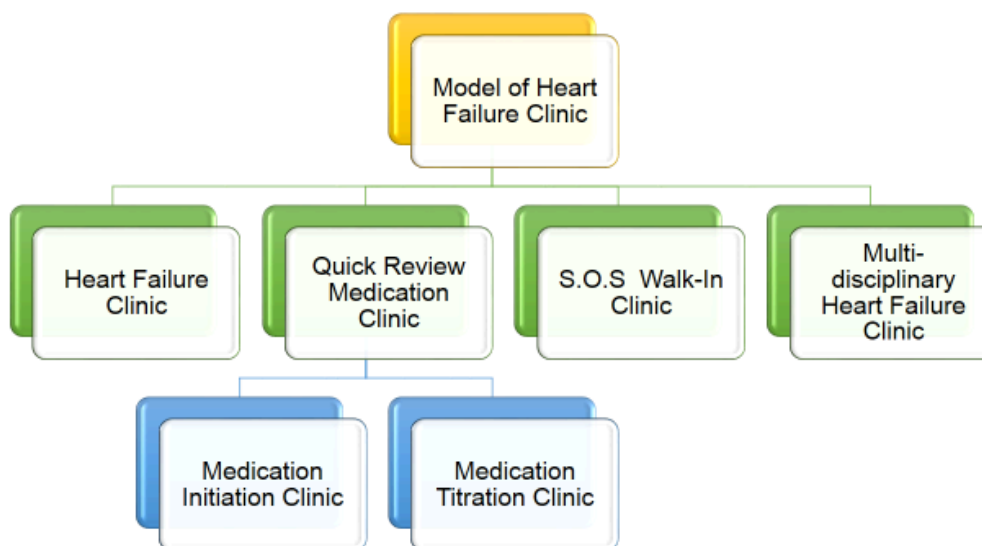 Model of Heart
Failure Clinic
Heart Failure
Clinic
Quick Review
Medication
Clinic
S.O.S Walk-In
Clinic
Multi-
disciplinary
Heart Failure
Clinic
Medication
Initiation Clinic
Medication
Titration Clinic